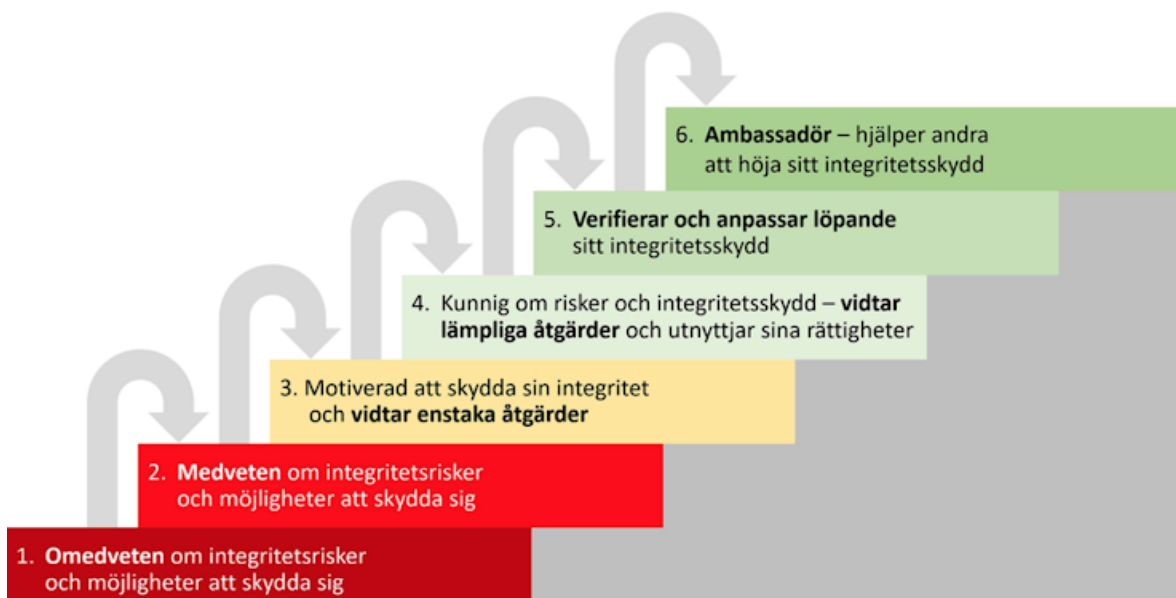 6. Ambassadör – hjälper andra
att höja sitt integritetsskydd
5. Verifierar och anpassar löpande
sitt integritetsskydd
4. Kunnig om risker och integritetsskydd – vidtar
lämpliga åtgärder och utnyttjar sina rättigheter
3. Motiverad att skydda sin integritet
och vidtar enstaka åtgärder
2. Medveten om integritetsrisker
och möjligheter att skydda sig
1. Omedveten om integritetsrisker
och möjligheter att skydda sig